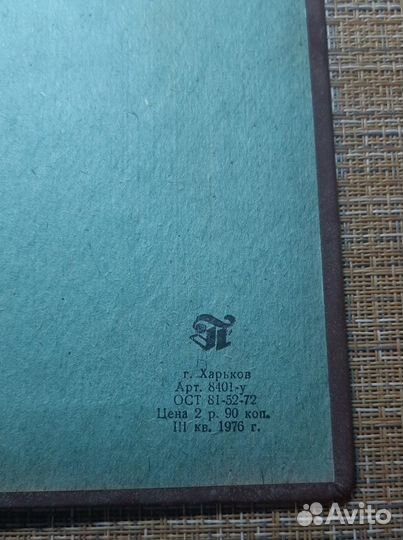 г. Харьков
Арт. 8401-у
ОСТ 81-52-72
Цена 2 р. 90 коп.
III кв. 1976 г.
Avito